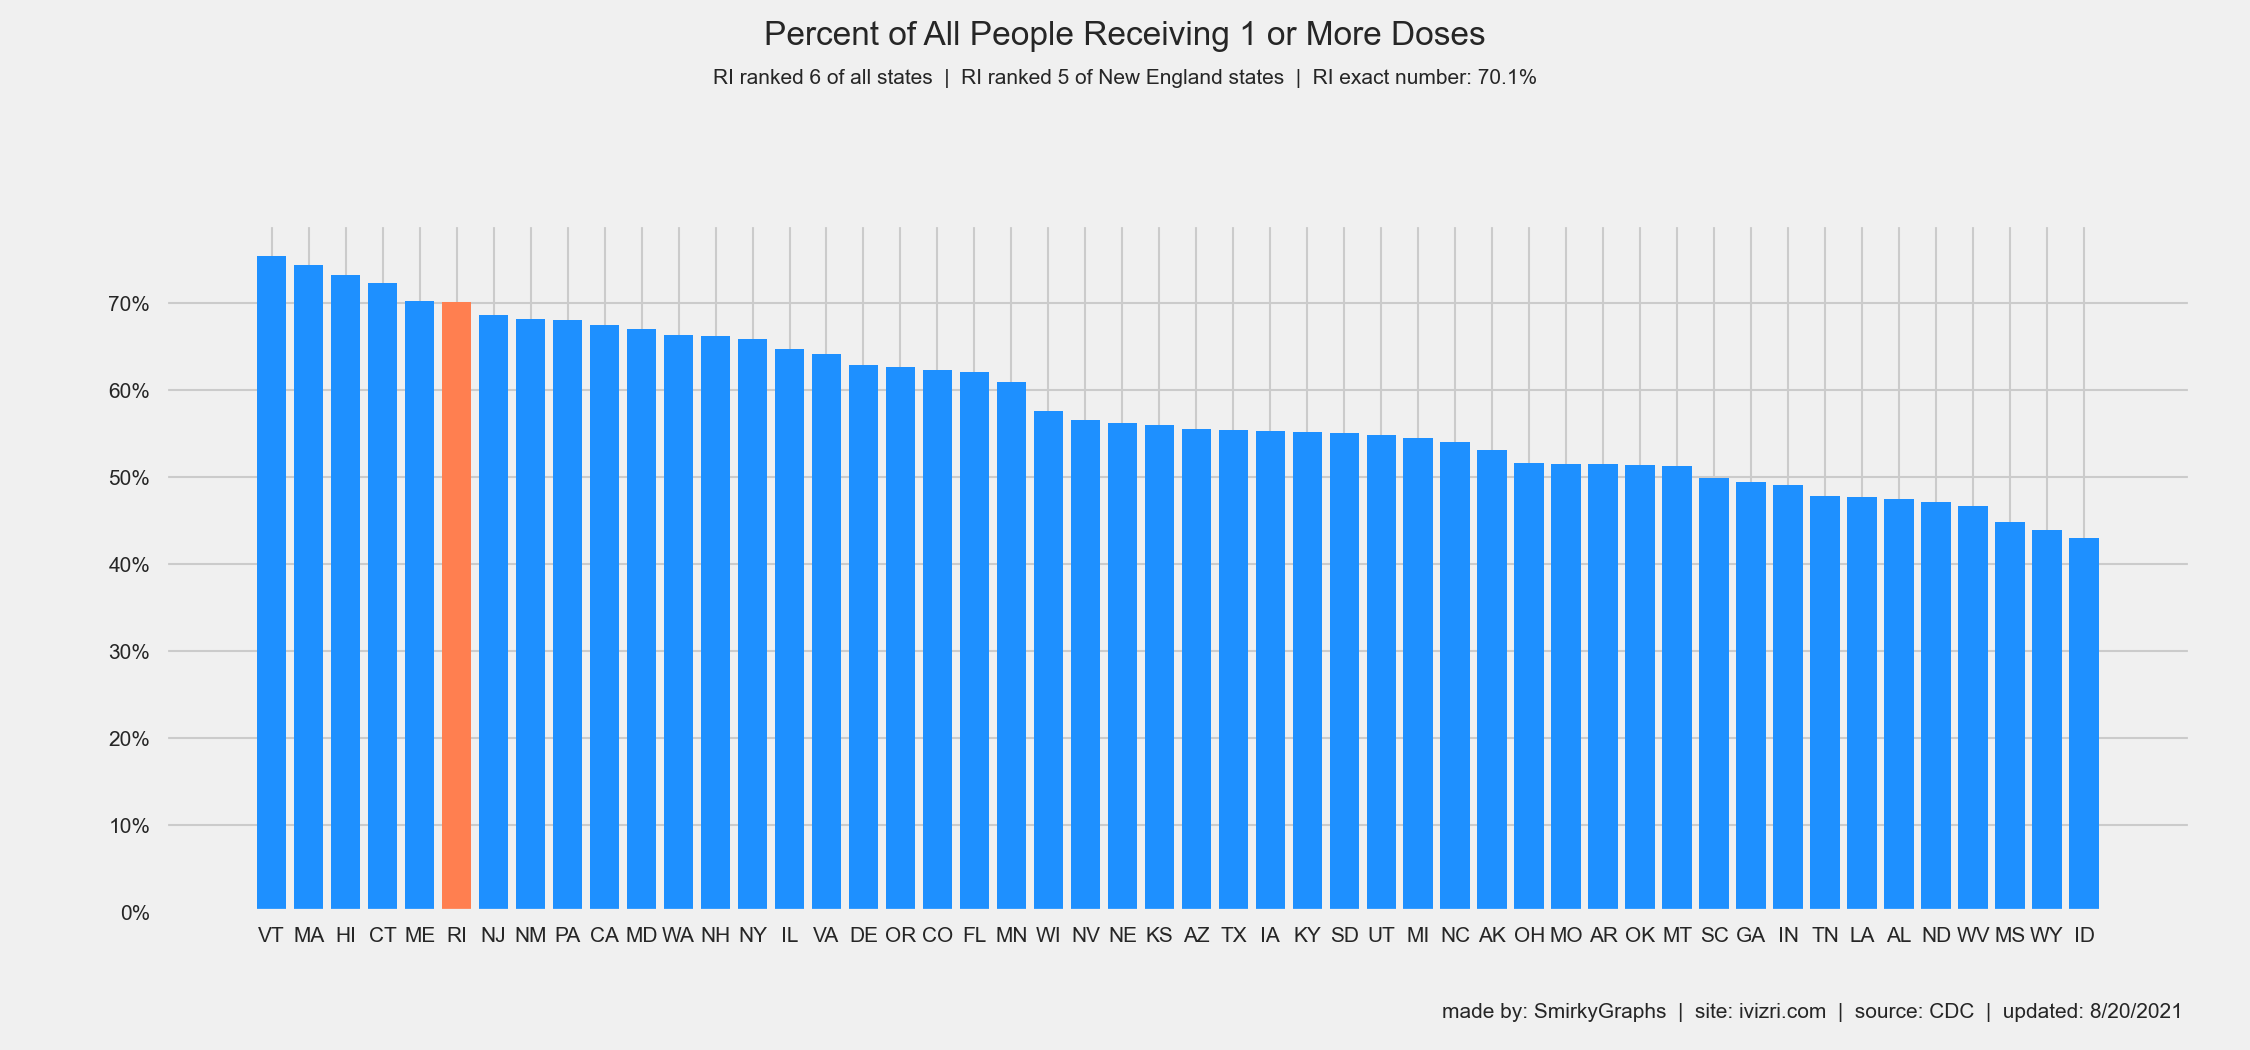 Percent of All People Receiving 1 or More Doses
RI ranked 6 of all states | RI ranked 5 of New England states | RI exact number: 70.1%
70%
60%
50%
40%
30%
20%
10%
0%
VT MA HI CT ME RI NJ NM PA CA MD WA NH NY IL VA DE OR CO FL MN WI NV NE KS AZ TX IA KY SD UT MI NC AK OH MO AR OK MT SC GA IN TN LA AL ND WV MS WY ID
made by: SmirkyGraphs | site: ivizri.com | source: CDC | updated: 8/20/2021